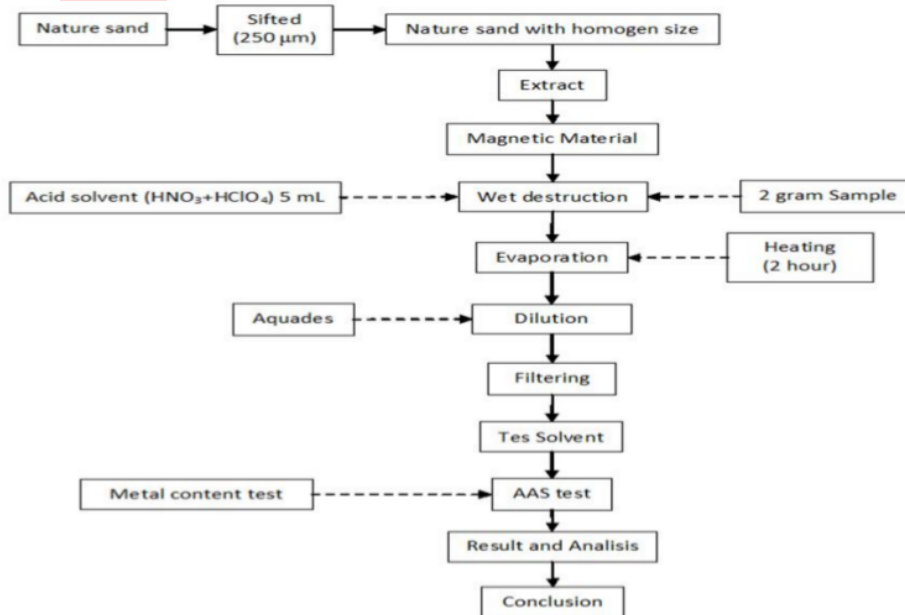 Nature sand
Sifted
(250 µm)
Nature sand with homogen size
Extract
Magnetic Material
Acid solvent (HNO₃+HClO₄) 5 mL
Wet destruction
2 gram Sample
Evaporation
Heating
(2 hour)
Aquades
Dilution
Filtering
Tes Solvent
Metal content test
AAS test
Result and Analisis
Conclusion